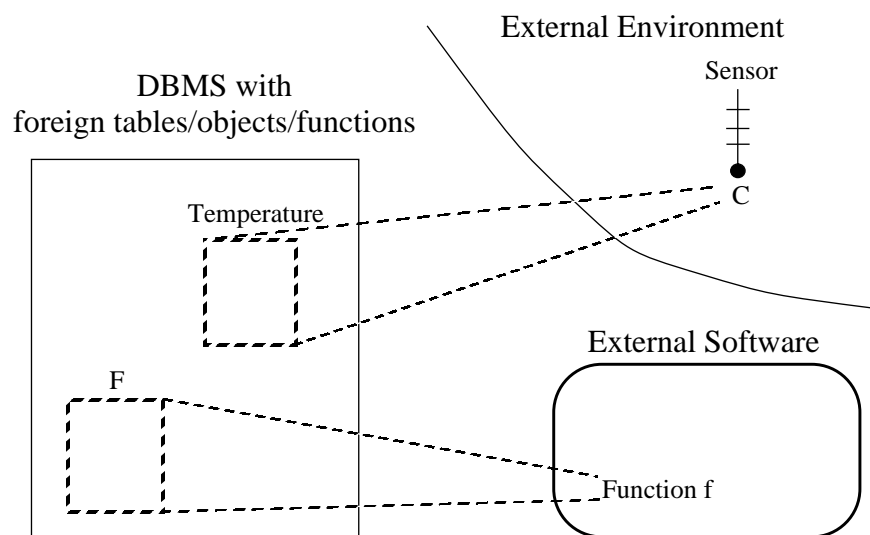 External Environment
Sensor
DBMS with
foreign tables/objects/functions
C
Temperature
External Software
F
Function f